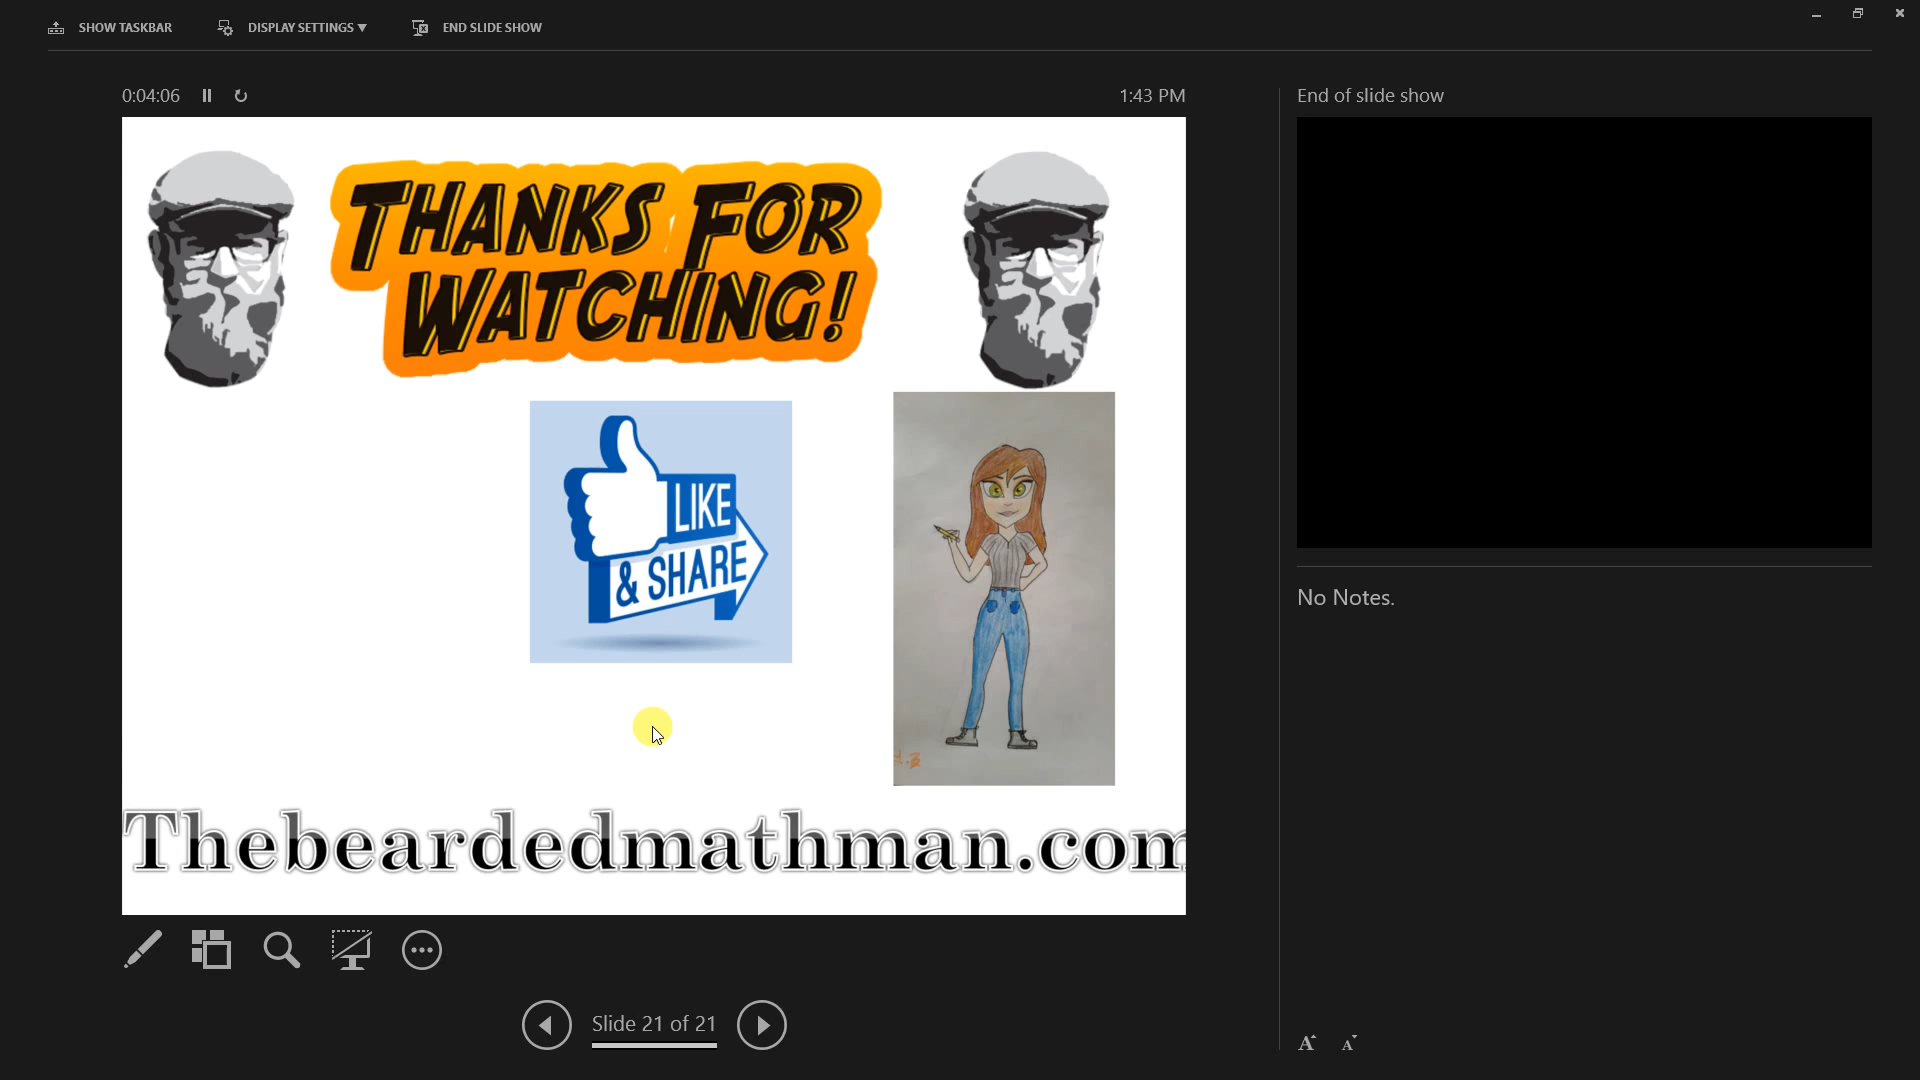 SHOW TASKBAR
DISPLAY SETTINGS
END SLIDE SHOW
0:04:06
1:43 PM
End of slide show
THANKS FOR
WATCHING!
LIKE
& SHARE
No Notes.
Thebeardedmathman.com
Slide 21 of 21
A
A